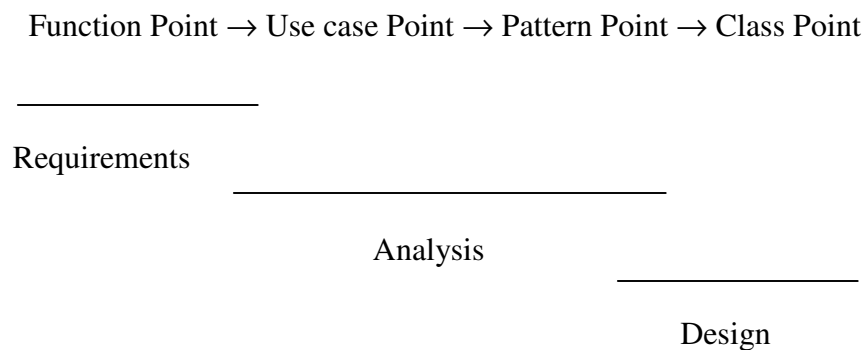 Function Point → Use case Point → Pattern Point → Class Point
Requirements
Analysis
Design